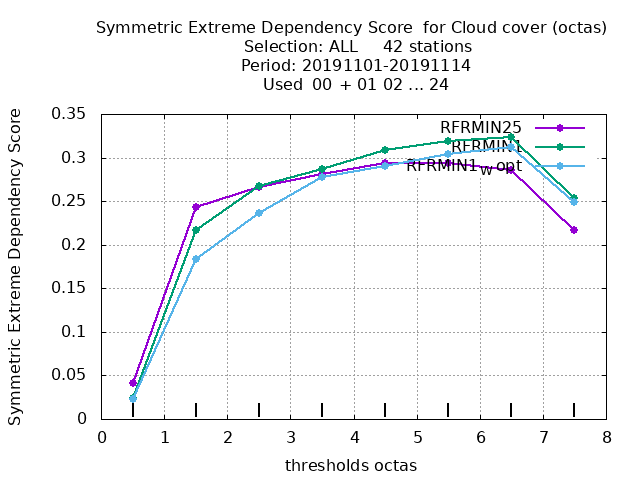 Symmetric Extreme Dependency Score  for Cloud cover (octas)
Selection: ALL     42 stations
Period: 20191101-20191114
Used  00  + 01 02 ... 24
Symmetric Extreme Dependency Score
0.35
0.3
0.25
0.2
0.15
0.1
0.05
0
RFRMIN25
RFRMIN1
RFRMIN1w opt
0 1 2 3 4 5 6 7 8
thresholds octas